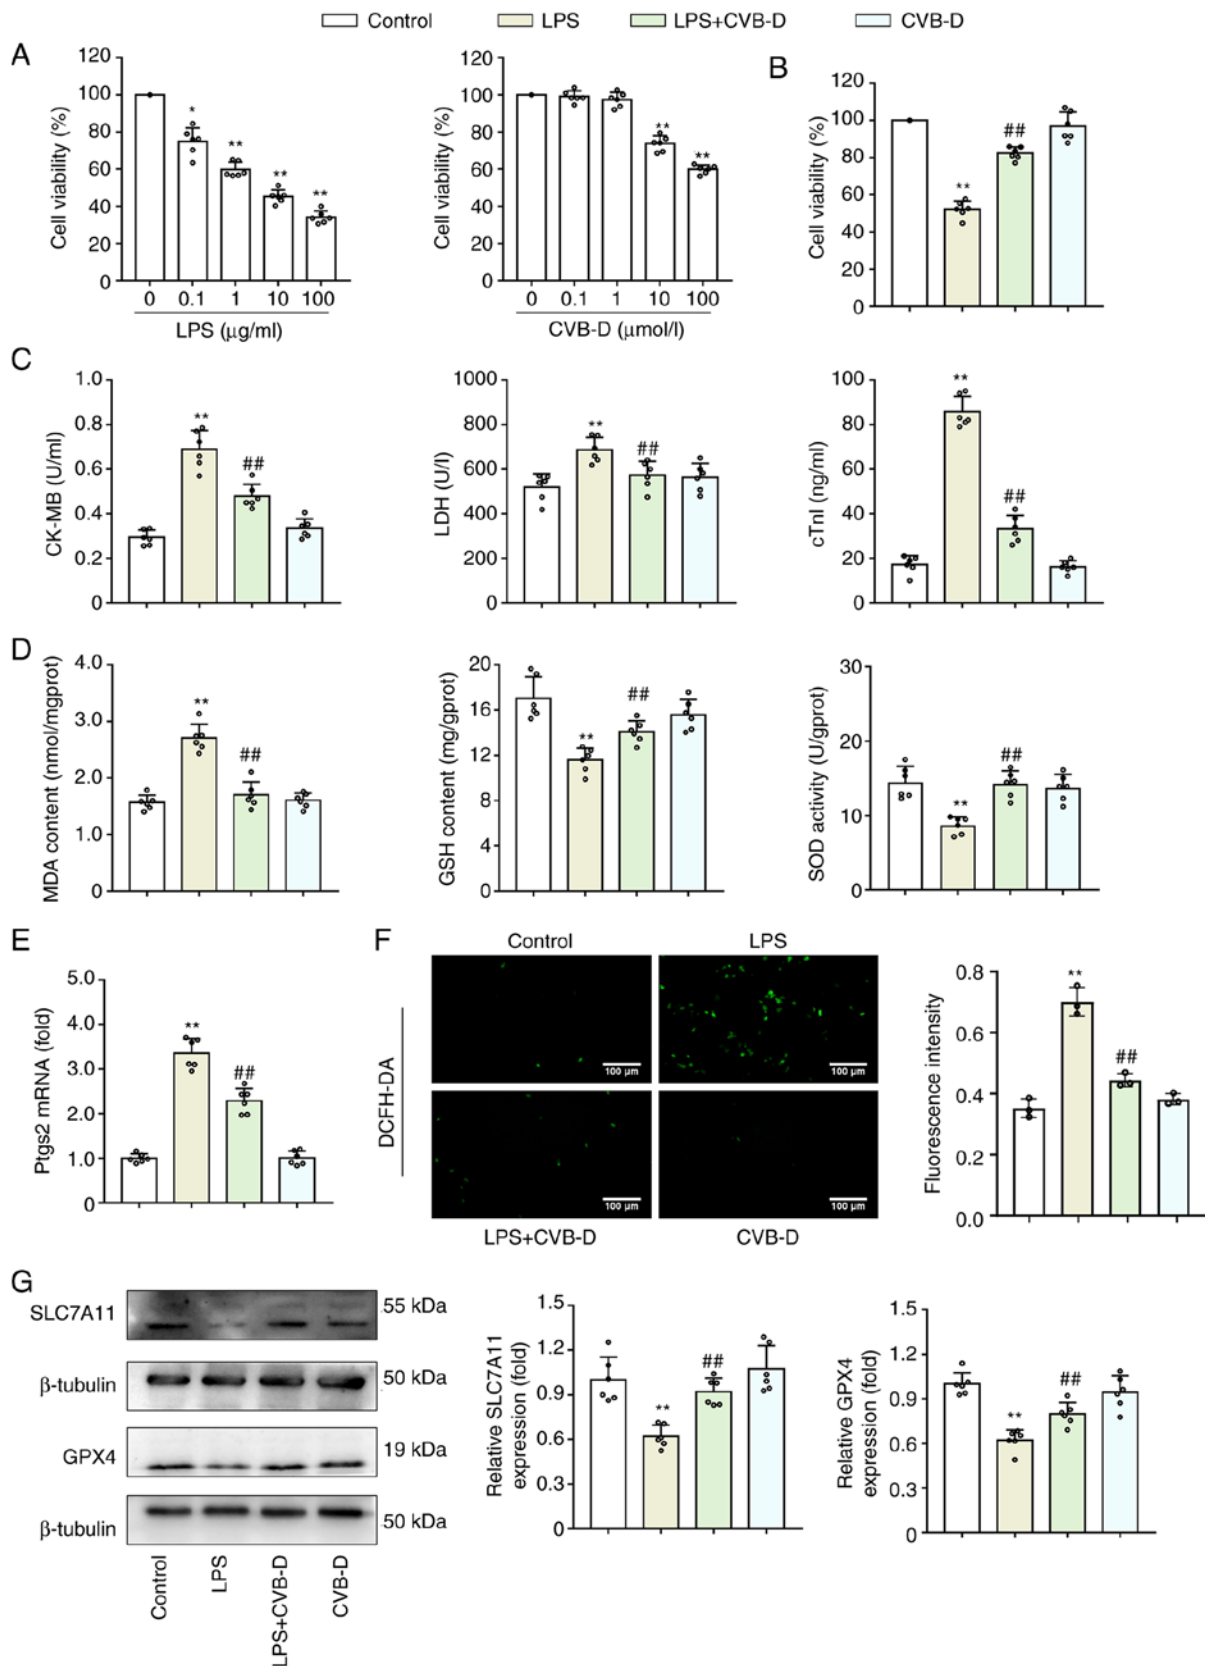 Control LPS LPS+CVB-D CVB-D
A
Cell viability (%)
120
100
80
60
40
20
0
* ** ** **
0 0.1 1 10 100
LPS (μg/ml)
Cell viability (%)
120
100
80
60
40
20
0
** **
0 0.1 1 10 100
CVB-D (μmol/l)
B
Cell viability (%)
120
100
80
60
40
20
0
** ##
C
CK-MB (U/ml)
1.0
0.8
0.6
0.4
0.2
0
** ##
LDH (U/l)
1000
800
600
400
200
0
** ##
cTnI (ng/ml)
100
80
60
40
20
0
** ##
D
MDA content (nmol/mgprot)
4.0
3.0
2.0
1.0
0
** ##
GSH content (mg/gprot)
20
16
12
8
4
0
** ##
SOD activity (U/gprot)
30
20
10
0
** ##
E
Ptgs2 mRNA (fold)
5.0
4.0
3.0
2.0
1.0
0
** ##
F
Control LPS
DCFH-DA
100 μm 100 μm
100 μm 100 μm
LPS+CVB-D CVB-D
Fluorescence intensity
0.8
0.6
0.4
0.2
0.0
** ##
G
SLC7A11 55 kDa
β-tubulin 50 kDa
GPX4 19 kDa
β-tubulin 50 kDa
Control LPS LPS+CVB-D CVB-D
Relative SLC7A11
expression (fold)
1.5
1.2
0.9
0.6
0.3
0
** ##
Relative GPX4
expression (fold)
1.5
1.2
0.9
0.6
0.3
0
** ##